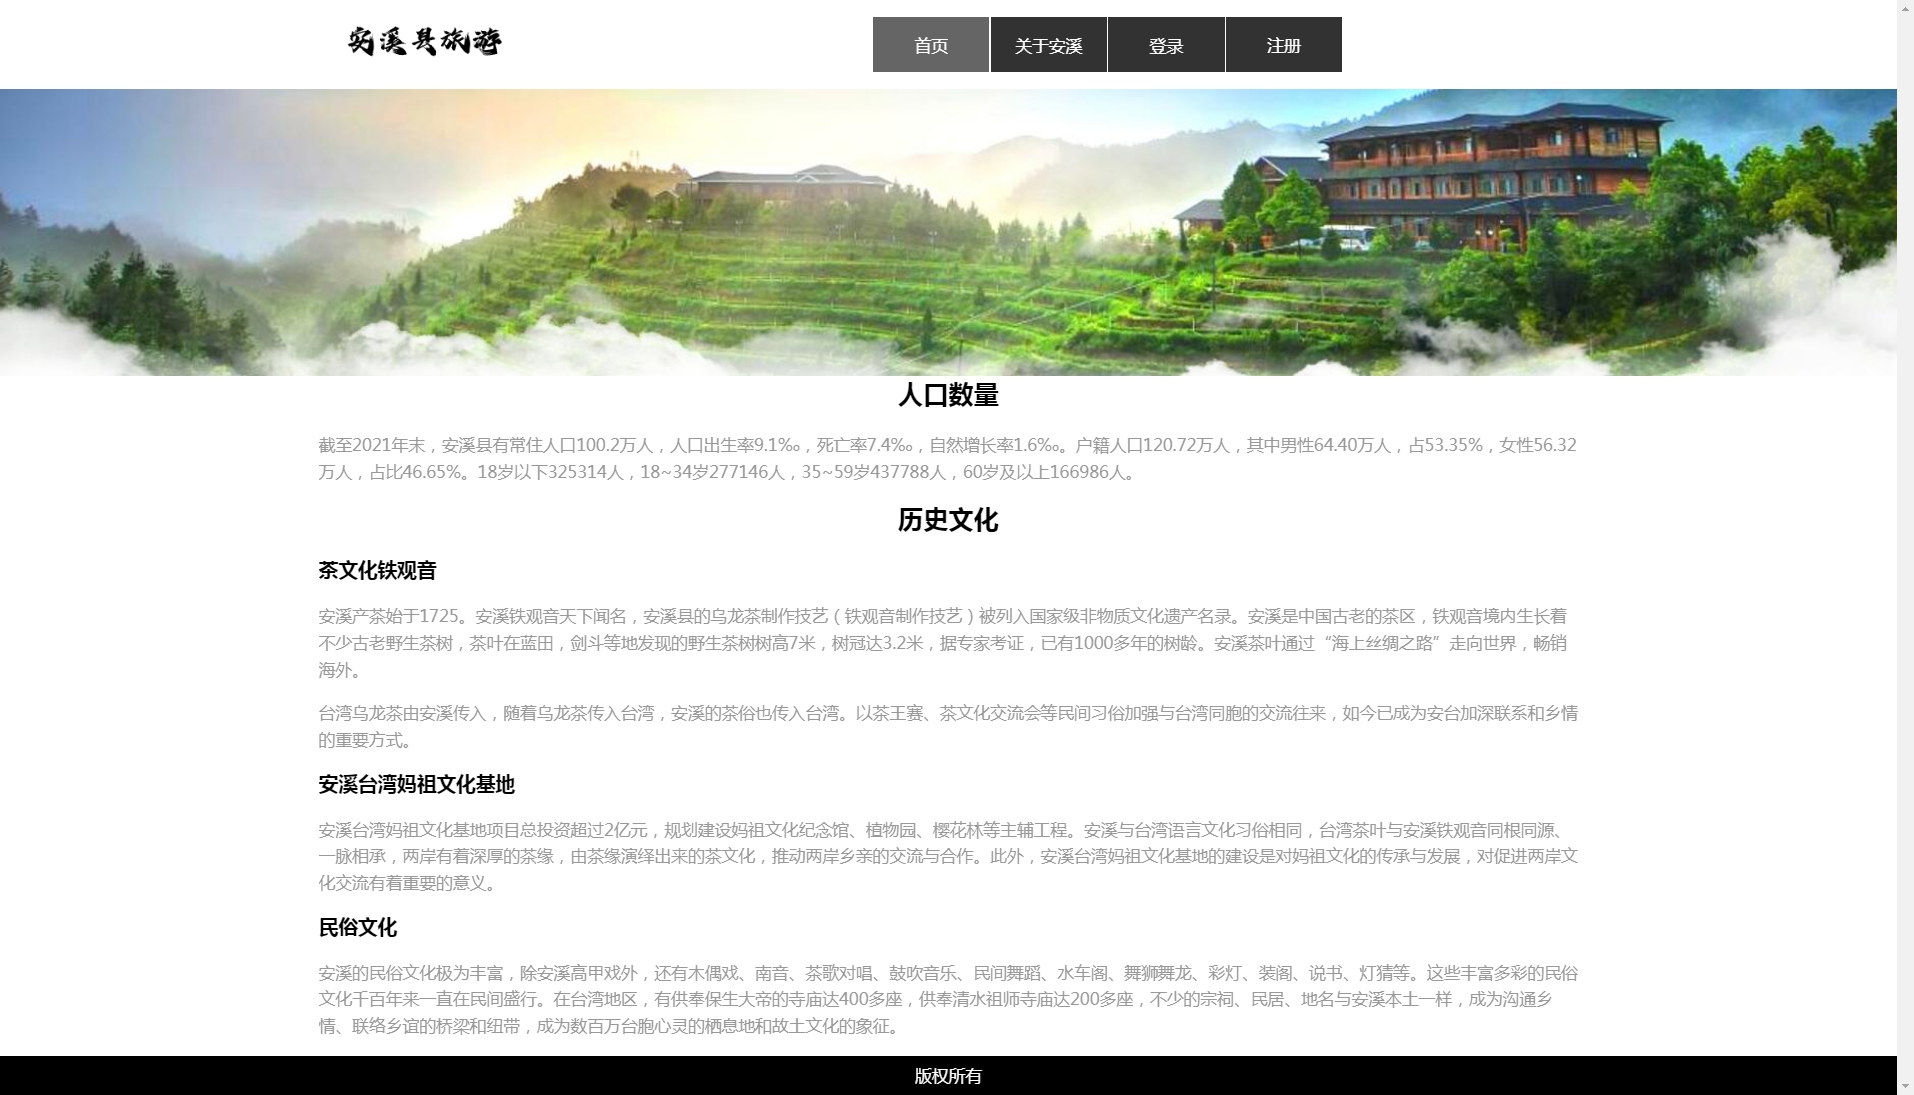 安溪县旅游
首页
关于安溪
登录
注册
人口数量
截至2021年末，安溪县有常住人口100.2万人，人口出生率9.1‰，死亡率7.4‰，自然增长率1.6‰。户籍人口120.72万人，其中男性64.40万人，占53.35%，女性56.32
万人，占比46.65%。18岁以下325314人，18~34岁277146人，35~59岁437788人，60岁及以上166986人。
历史文化
茶文化铁观音
安溪产茶始于1725。安溪铁观音天下闻名，安溪县的乌龙茶制作技艺（铁观音制作技艺）被列入国家级非物质文化遗产名录。安溪是中国古老的茶区，铁观音境内生长着
不少古老野生茶树，茶叶在蓝田，剑斗等地发现的野生茶树树高7米，树冠达3.2米，据专家考证，已有1000多年的树龄。安溪茶叶通过“海上丝绸之路”走向世界，畅销
海外。
台湾乌龙茶由安溪传入，随着乌龙茶传入台湾，安溪的茶俗也传入台湾。以茶王赛、茶文化交流会等民间习俗加强与台湾同胞的交流往来，如今已成为安台加深联系和乡情
的重要方式。
安溪台湾妈祖文化基地
安溪台湾妈祖文化基地项目总投资超过2亿元，规划建设妈祖文化纪念馆、植物园、樱花林等主辅工程。安溪与台湾语言文化习俗相同，台湾茶叶与安溪铁观音同根同源、
一脉相承，两岸有着深厚的茶缘，由茶缘演绎出来的茶文化，推动两岸乡亲的交流与合作。此外，安溪台湾妈祖文化基地的建设是对妈祖文化的传承与发展，对促进两岸文
化交流有着重要的意义。
民俗文化
安溪的民俗文化极为丰富，除安溪高甲戏外，还有木偶戏、南音、茶歌对唱、鼓吹音乐、民间舞蹈、水车阁、舞狮舞龙、彩灯、装阁、说书、灯猜等。这些丰富多彩的民俗
文化千百年来一直在民间盛行。在台湾地区，有供奉保生大帝的寺庙达400多座，供奉清水祖师寺庙达200多座，不少的宗祠、民居、地名与安溪本土一样，成为沟通乡
情、联络乡谊的桥梁和纽带，成为数百万台胞心灵的栖息地和故土文化的象征。
版权所有